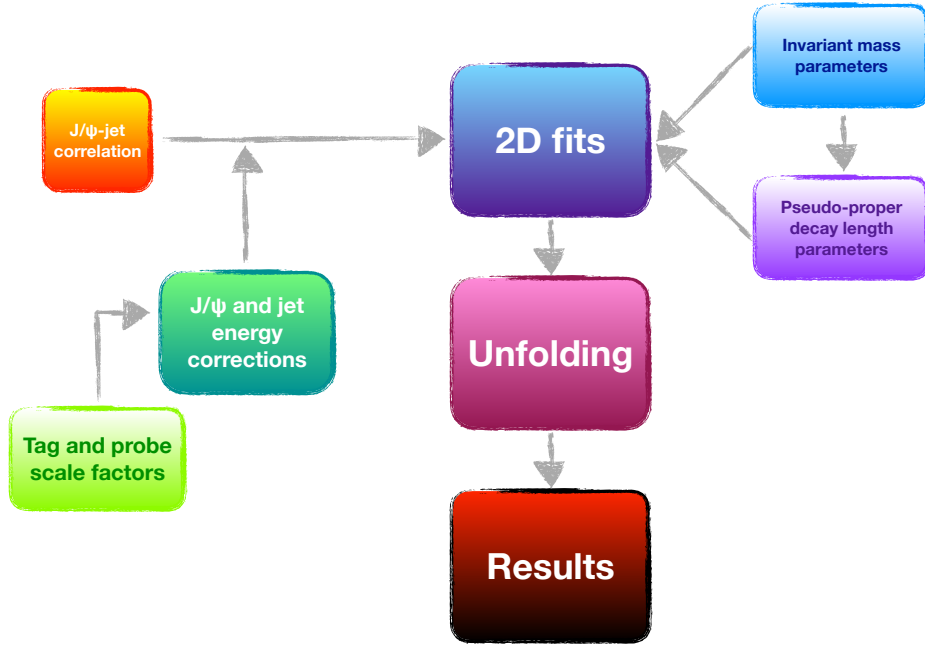 J/ψ-jet
correlation
2D fits
Invariant mass
parameters
Pseudo-proper
decay length
parameters
J/ψ and jet
energy
corrections
Unfolding
Tag and probe
scale factors
Results